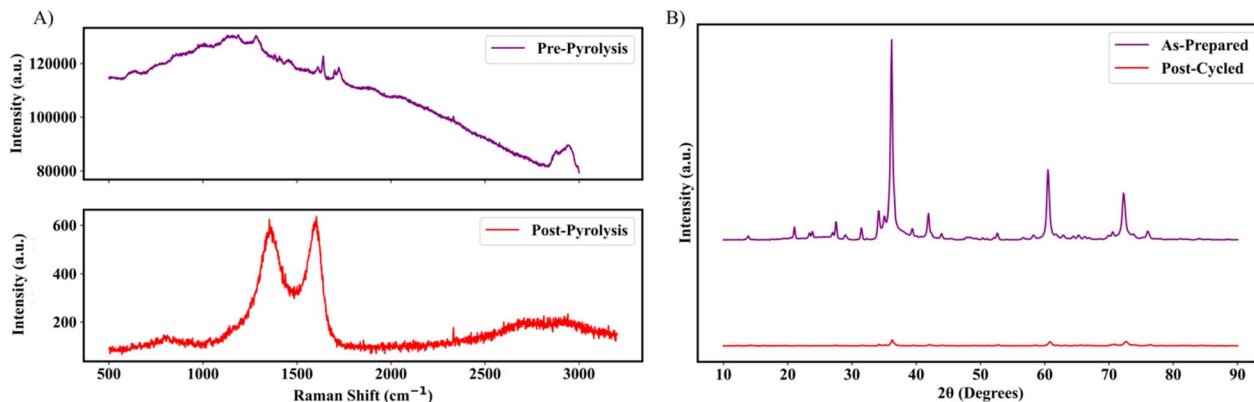 A)
Intensity (a.u.)
120000
100000
80000
Pre-Pyrolysis
Intensity (a.u.)
600
400
200
Post-Pyrolysis
500 1000 1500 2000 2500 3000
Raman Shift (cm⁻¹)
B)
Intensity (a.u.)
As-Prepared
Post-Cycled
10 20 30 40 50 60 70 80 90
2θ (Degrees)